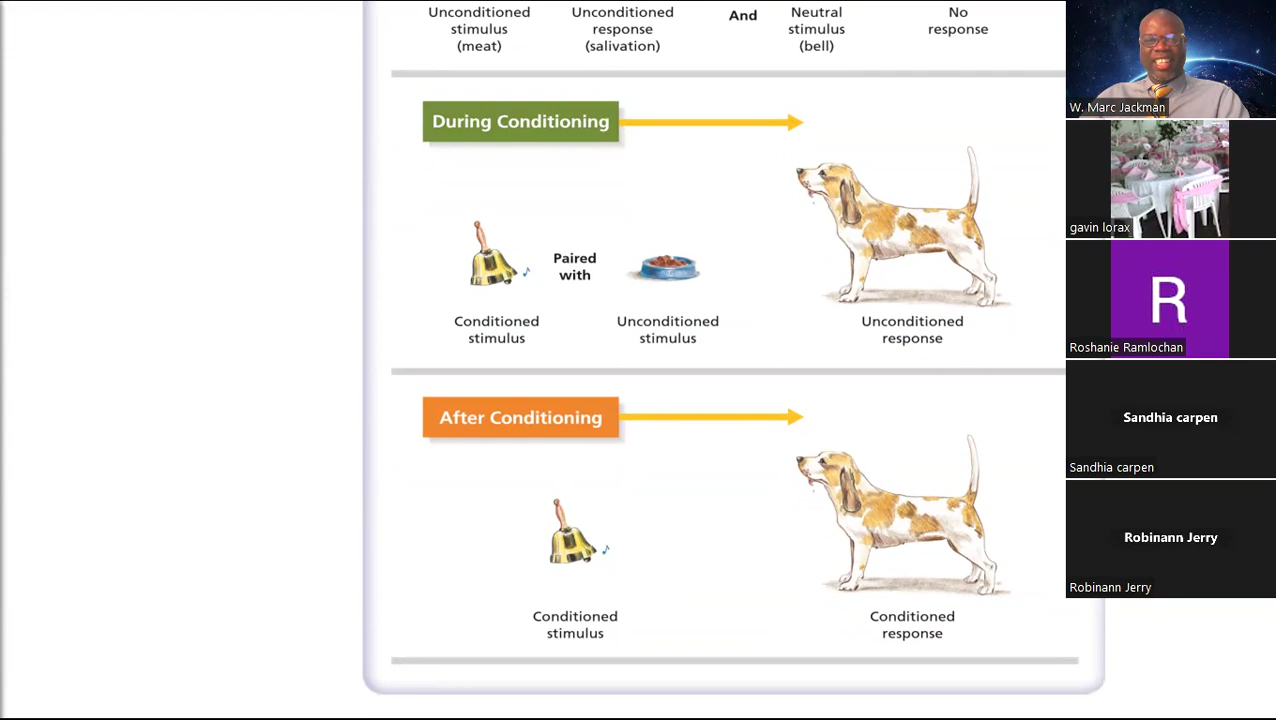 Unconditioned
stimulus
(meat)
Unconditioned
response
(salivation)
And
Neutral
stimulus
(bell)
No
response
During Conditioning
Paired
with
Conditioned
stimulus
Unconditioned
stimulus
Unconditioned
response
After Conditioning
Conditioned
stimulus
Conditioned
response
W. Marc Jackman
gavin lorax
R
Roshanie Ramlochan
Sandhia carpen
Sandhia carpen
Robinann Jerry
Robinann Jerry